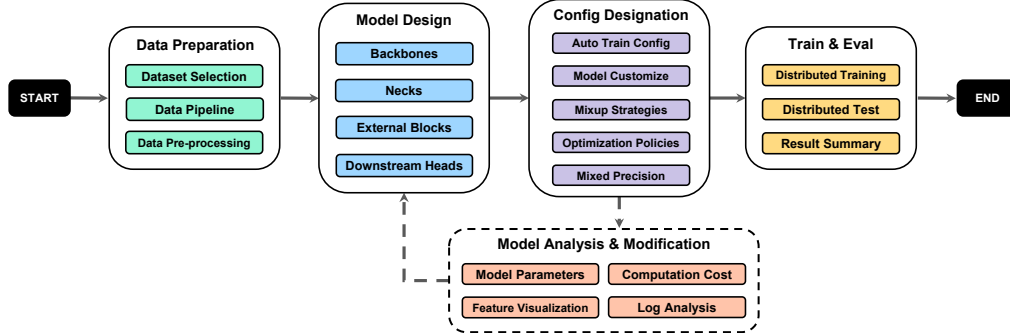 START
Data Preparation
Dataset Selection
Data Pipeline
Data Pre-processing
Model Design
Backbones
Necks
External Blocks
Downstream Heads
Config Designation
Auto Train Config
Model Customize
Mixup Strategies
Optimization Policies
Mixed Precision
Train & Eval
Distributed Training
Distributed Test
Result Summary
END
Model Analysis & Modification
Model Parameters
Computation Cost
Feature Visualization
Log Analysis